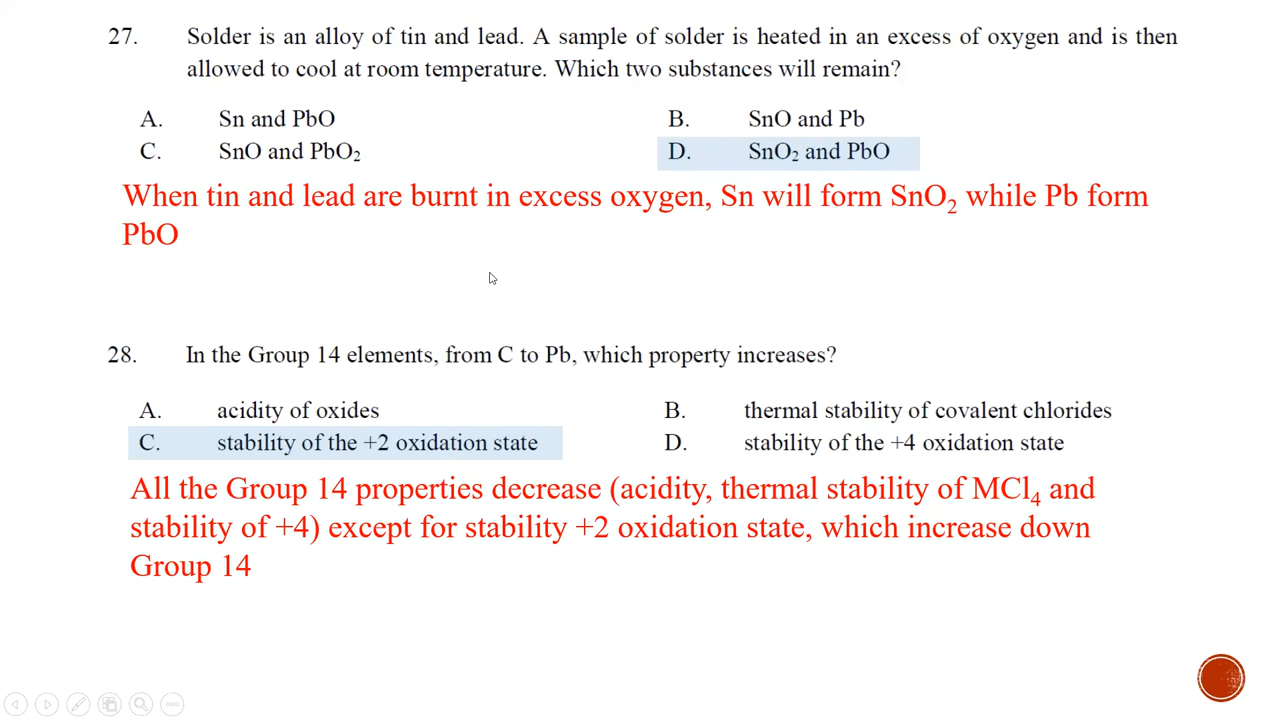 27. Solder is an alloy of tin and lead. A sample of solder is heated in an excess of oxygen and is then
allowed to cool at room temperature. Which two substances will remain?
A. Sn and PbO B. SnO and Pb
C. SnO and PbO₂ D. SnO₂ and PbO
When tin and lead are burnt in excess oxygen, Sn will form SnO₂ while Pb form
PbO
28. In the Group 14 elements, from C to Pb, which property increases?
A. acidity of oxides B. thermal stability of covalent chlorides
C. stability of the +2 oxidation state D. stability of the +4 oxidation state
All the Group 14 properties decrease (acidity, thermal stability of MCl₄ and
stability of +4) except for stability +2 oxidation state, which increase down
Group 14